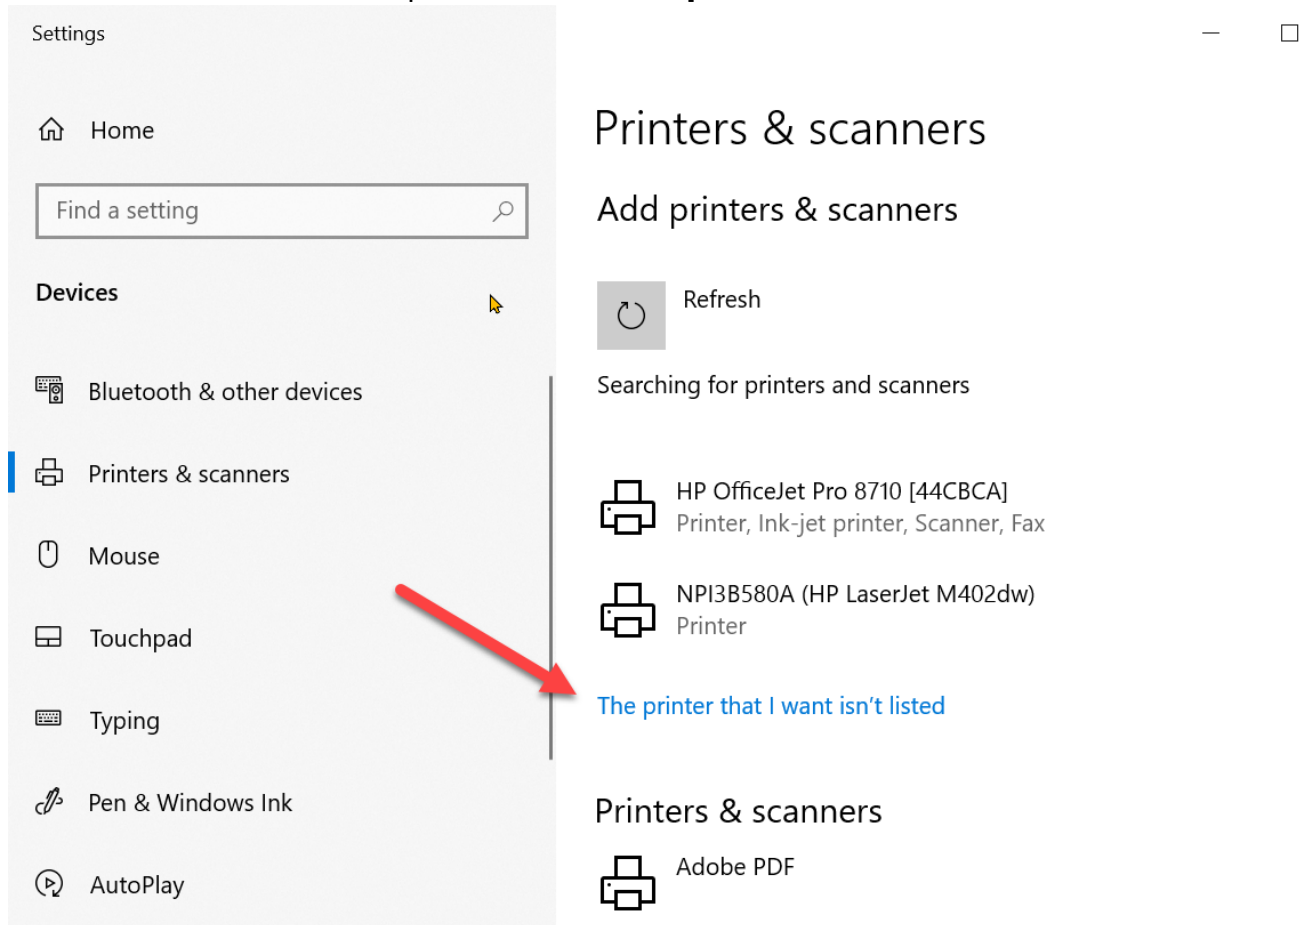 Settings
Home
Find a setting
Devices
Bluetooth & other devices
Printers & scanners
Mouse
Touchpad
Typing
Pen & Windows Ink
AutoPlay
Printers & scanners
Add printers & scanners
Refresh
Searching for printers and scanners
HP OfficeJet Pro 8710 [44CBCA]
Printer, Ink-jet printer, Scanner, Fax
NPI3B580A (HP LaserJet M402dw)
Printer
The printer that I want isn't listed
Printers & scanners
Adobe PDF